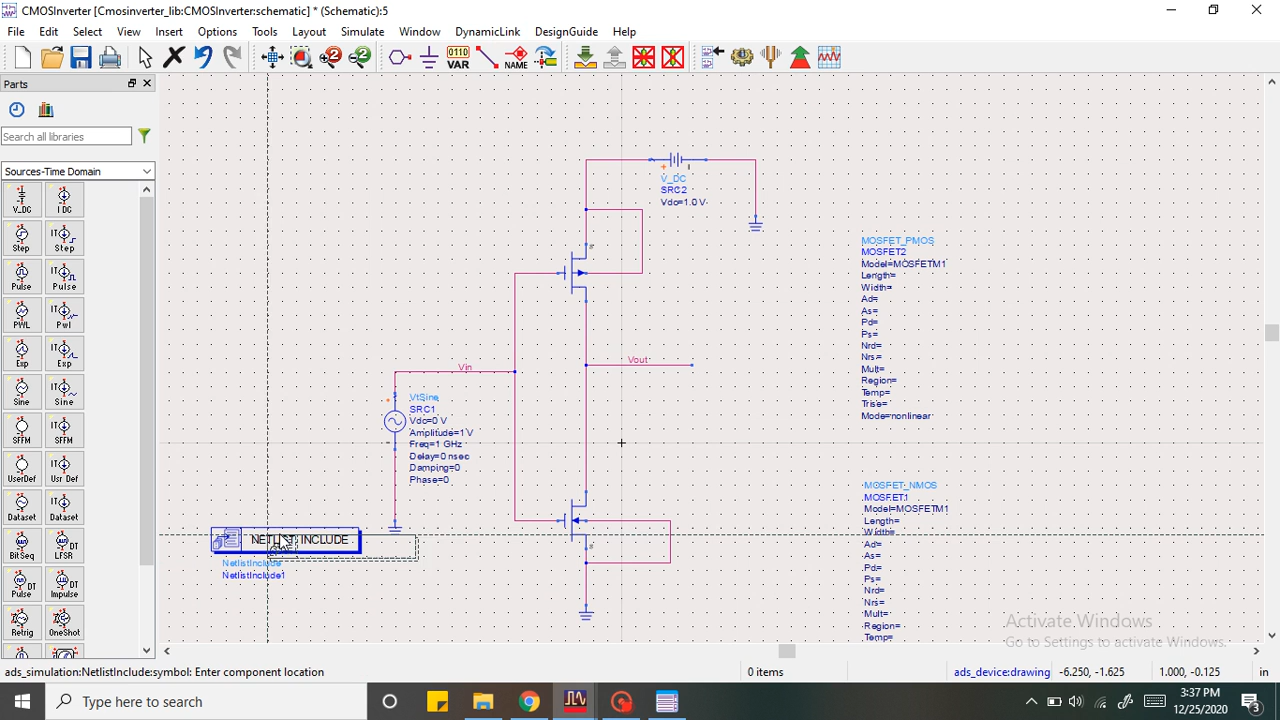 CMOSInverter [Cmosinverter_lib:CMOSInverter:schematic] * (Schematic):5
File Edit Select View Insert Options Tools Layout Simulate Window DynamicLink DesignGuide Help
0110 VAR
NAME
Parts
Search all libraries
Sources-Time Domain
V_DC I DC
Step Step
Pulse Pulse
PWL Pwl
Exp Exp
Sine Sine
SFFM SFFM
UserDef Usr Def
Dataset Dataset
BitSeq LFSR
Pulse Impulse
Retrig OneShot
V_DC
SRC2
Vdc=1.0 V
MOSFET_PMOS
MOSFET2
Model=MOSFETM1
Length=
Width=
Ad=
As=
Pd=
Ps=
Nrd=
Nrs=
Mult=
Region=
Temp=
Trise=
Mode=nonlinear
Vout
Vin
VtSine
SRC1
Vdc=0 V
Amplitude=1 V
Freq=1 GHz
Delay=0 nsec
Damping=0
Phase=0
MOSFET_NMOS
MOSFET1
Model=MOSFETM1
Length=
Width=
Ad=
As=
Pd=
Ps=
Nrd=
Nrs=
Mult=
Region=
Temp=
NETLIST INCLUDE
NetlistInclude
NetlistInclude1
Activate Windows
Go to Settings to activate Windows.
ads_simulation:NetlistInclude:symbol: Enter component location
0 items
ads_device:drawing -6.250, -1.625
1.000, -0.125
in
Type here to search
3:37 PM
12/25/2020
3